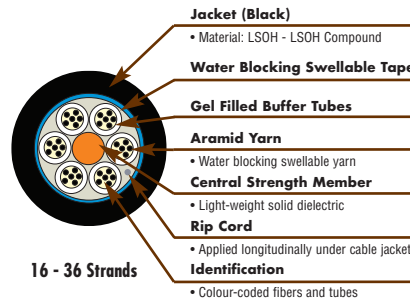 Jacket (Black)
• Material: LSOH - LSOH Compound
Water Blocking Swellable Tape
Gel Filled Buffer Tubes
Aramid Yarn
• Water blocking swellable yarn
Central Strength Member
• Light-weight solid dielectric
Rip Cord
• Applied longitudinally under cable jacket
Identification
• Colour-coded fibers and tubes
16 - 36 Strands